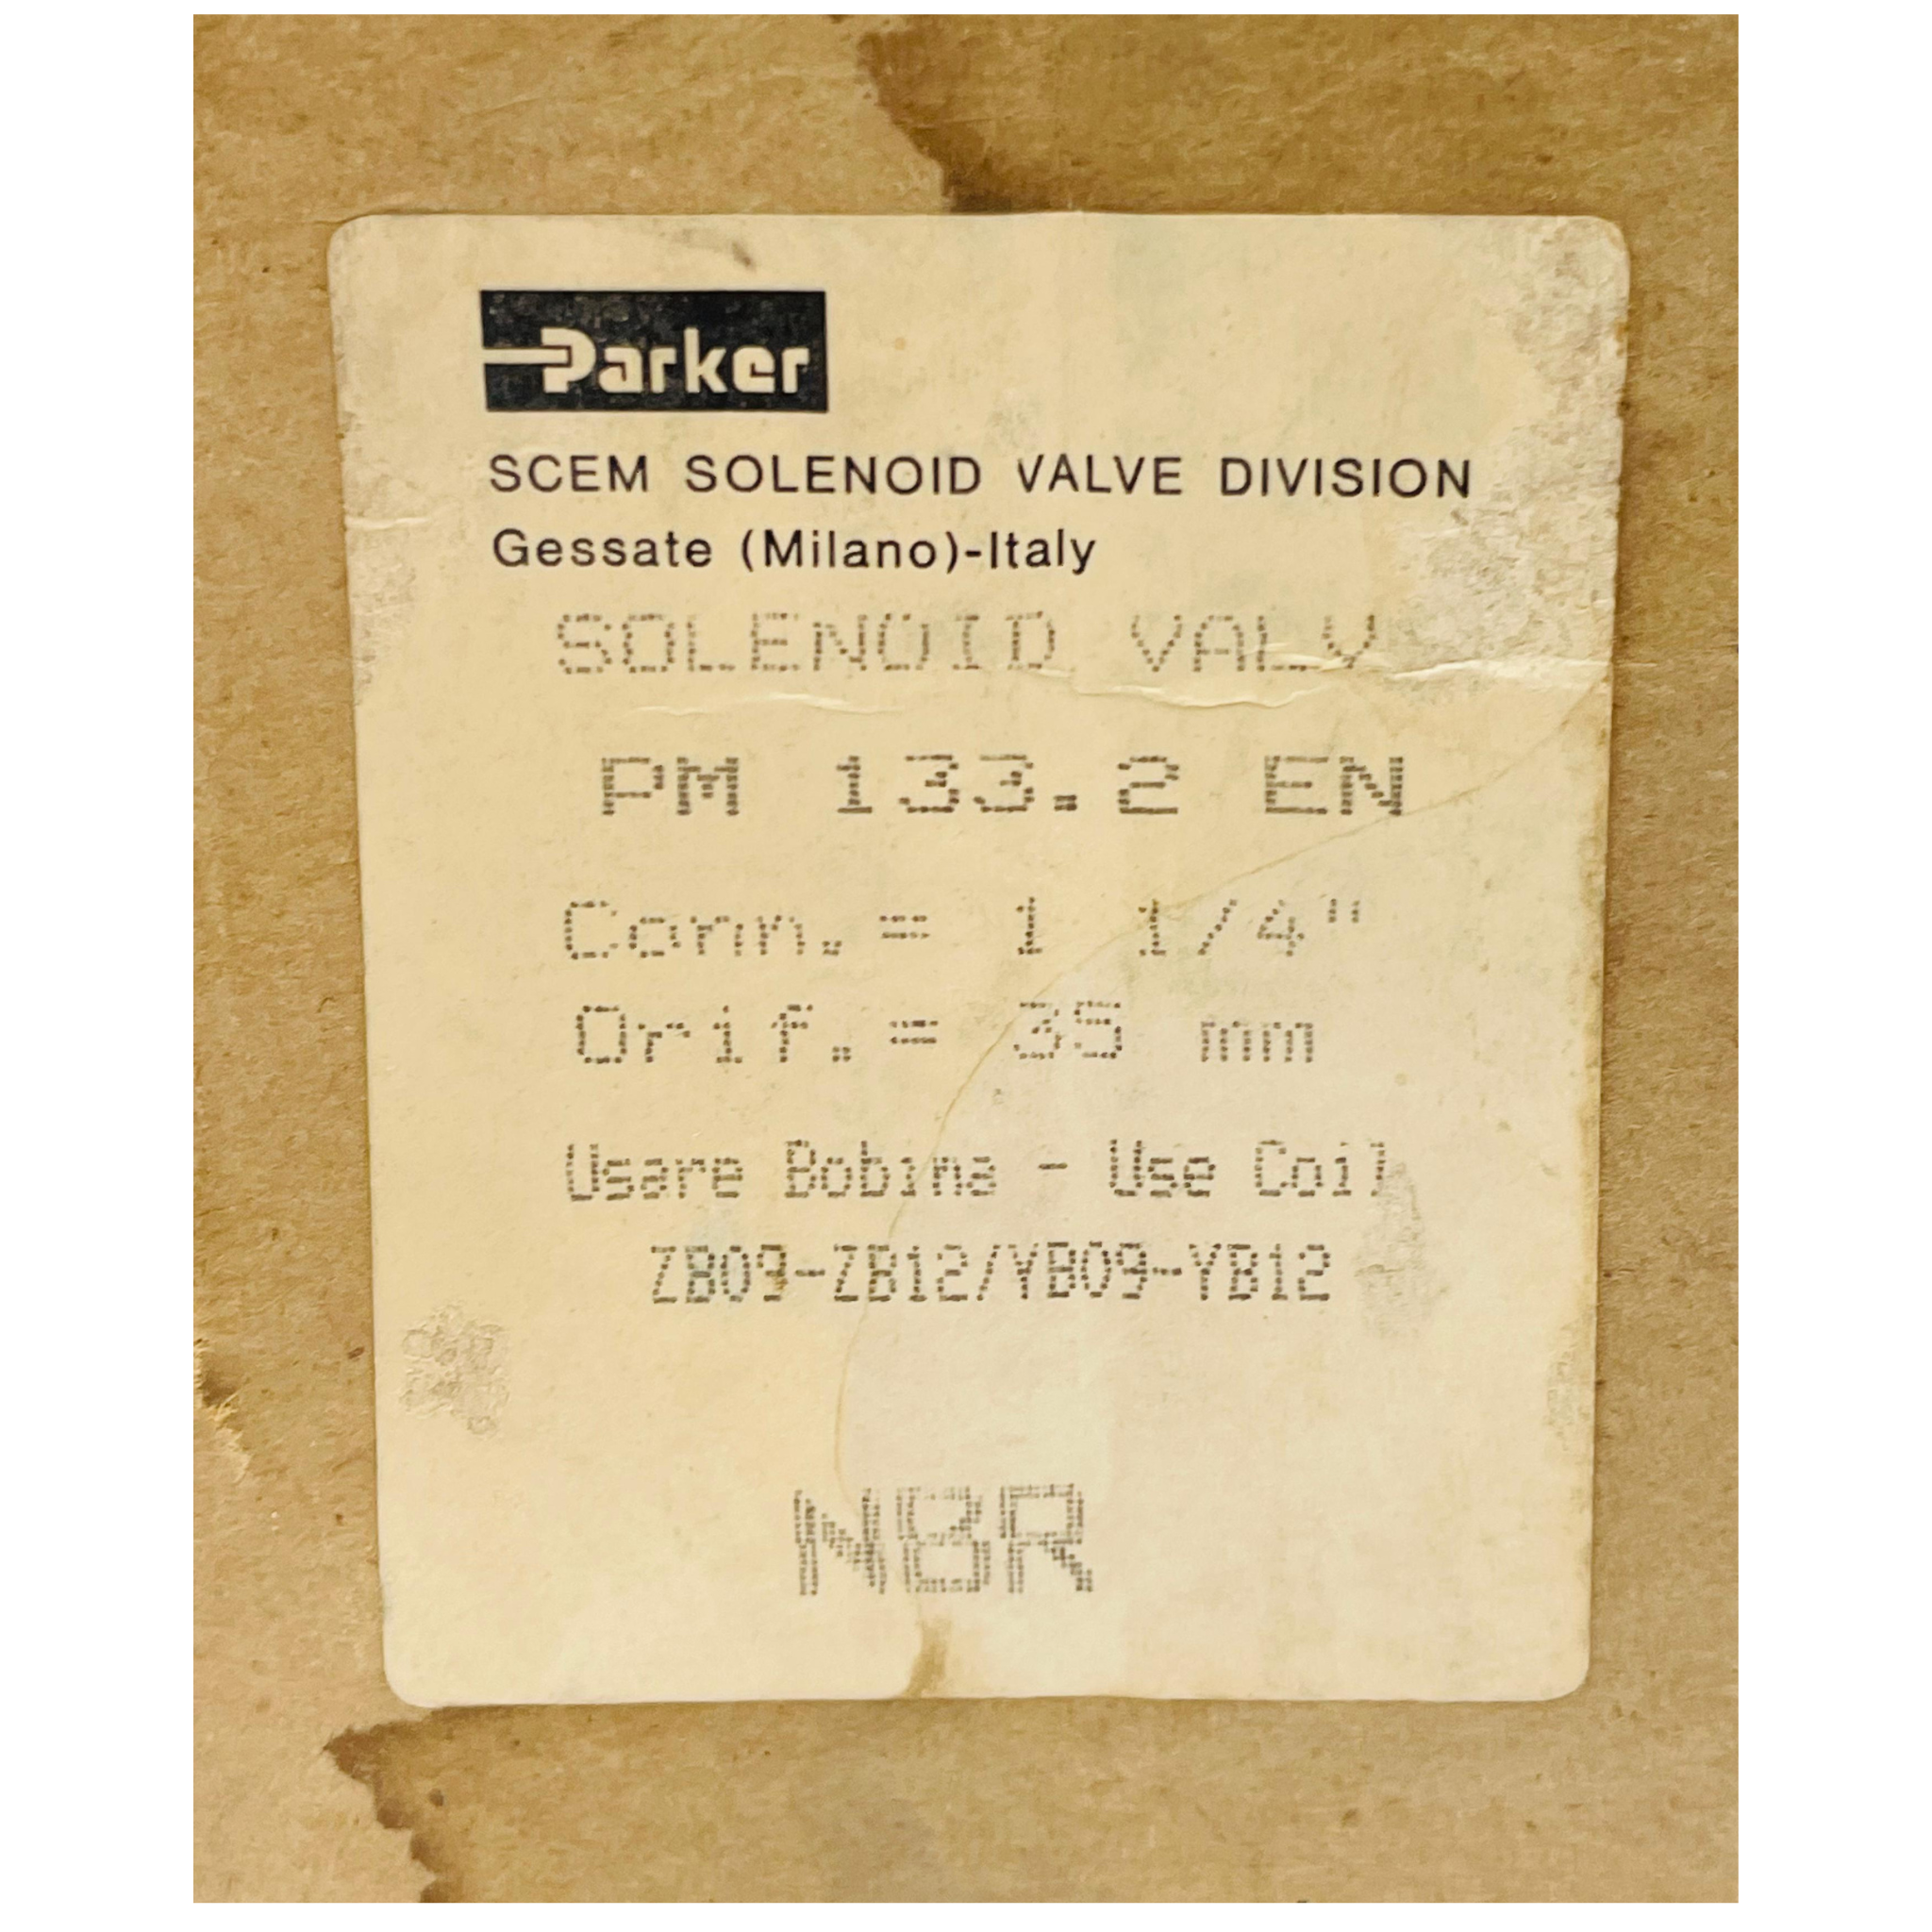 Parker
SCEM SOLENOID VALVE DIVISION
Gessate (Milano)-Italy
SOLENOID VALV
PM 133.2 EN
Conn.= 1 1/4"
Orif.= 35 mm
Usare Bobina - Use Coil
ZB09-ZB12/YB09-YB12
NBR